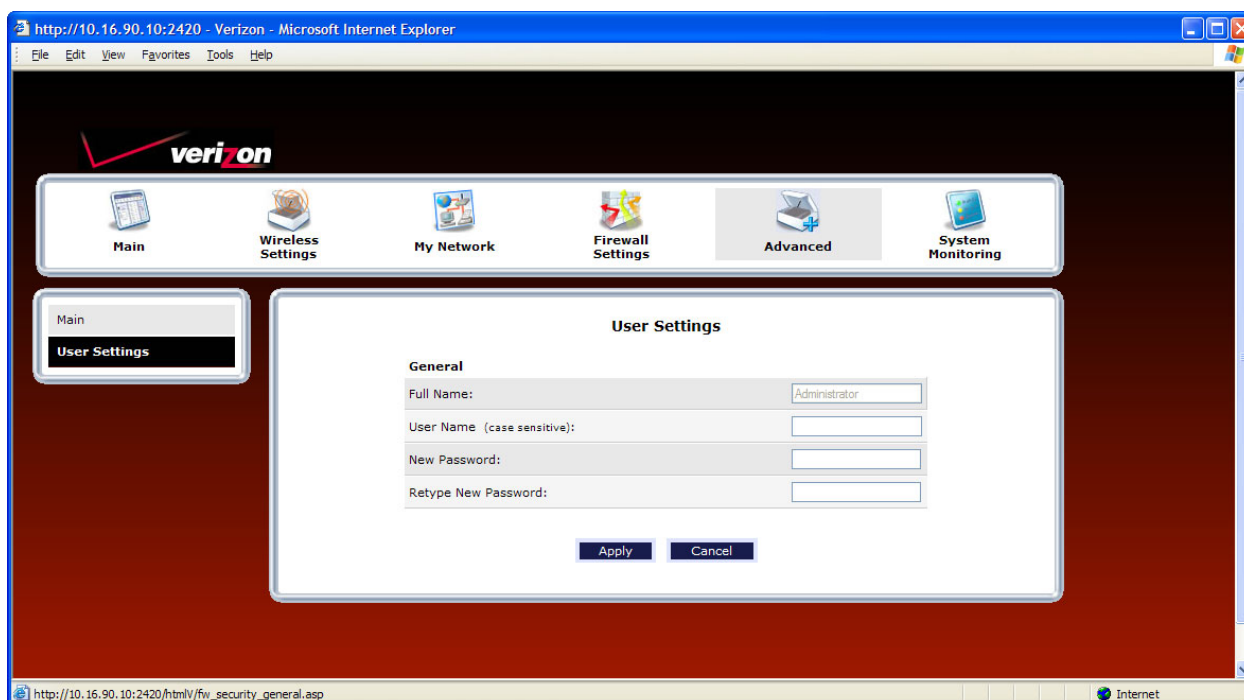 http://10.16.90.10:2420 - Verizon - Microsoft Internet Explorer
File Edit View Favorites Tools Help
verizon
Main
Wireless Settings
My Network
Firewall Settings
Advanced
System Monitoring
Main
User Settings
User Settings
General
Full Name: Administrator
User Name (case sensitive):
New Password:
Retype New Password:
Apply Cancel
http://10.16.90.10:2420/htmlV/fw_security_general.asp Internet